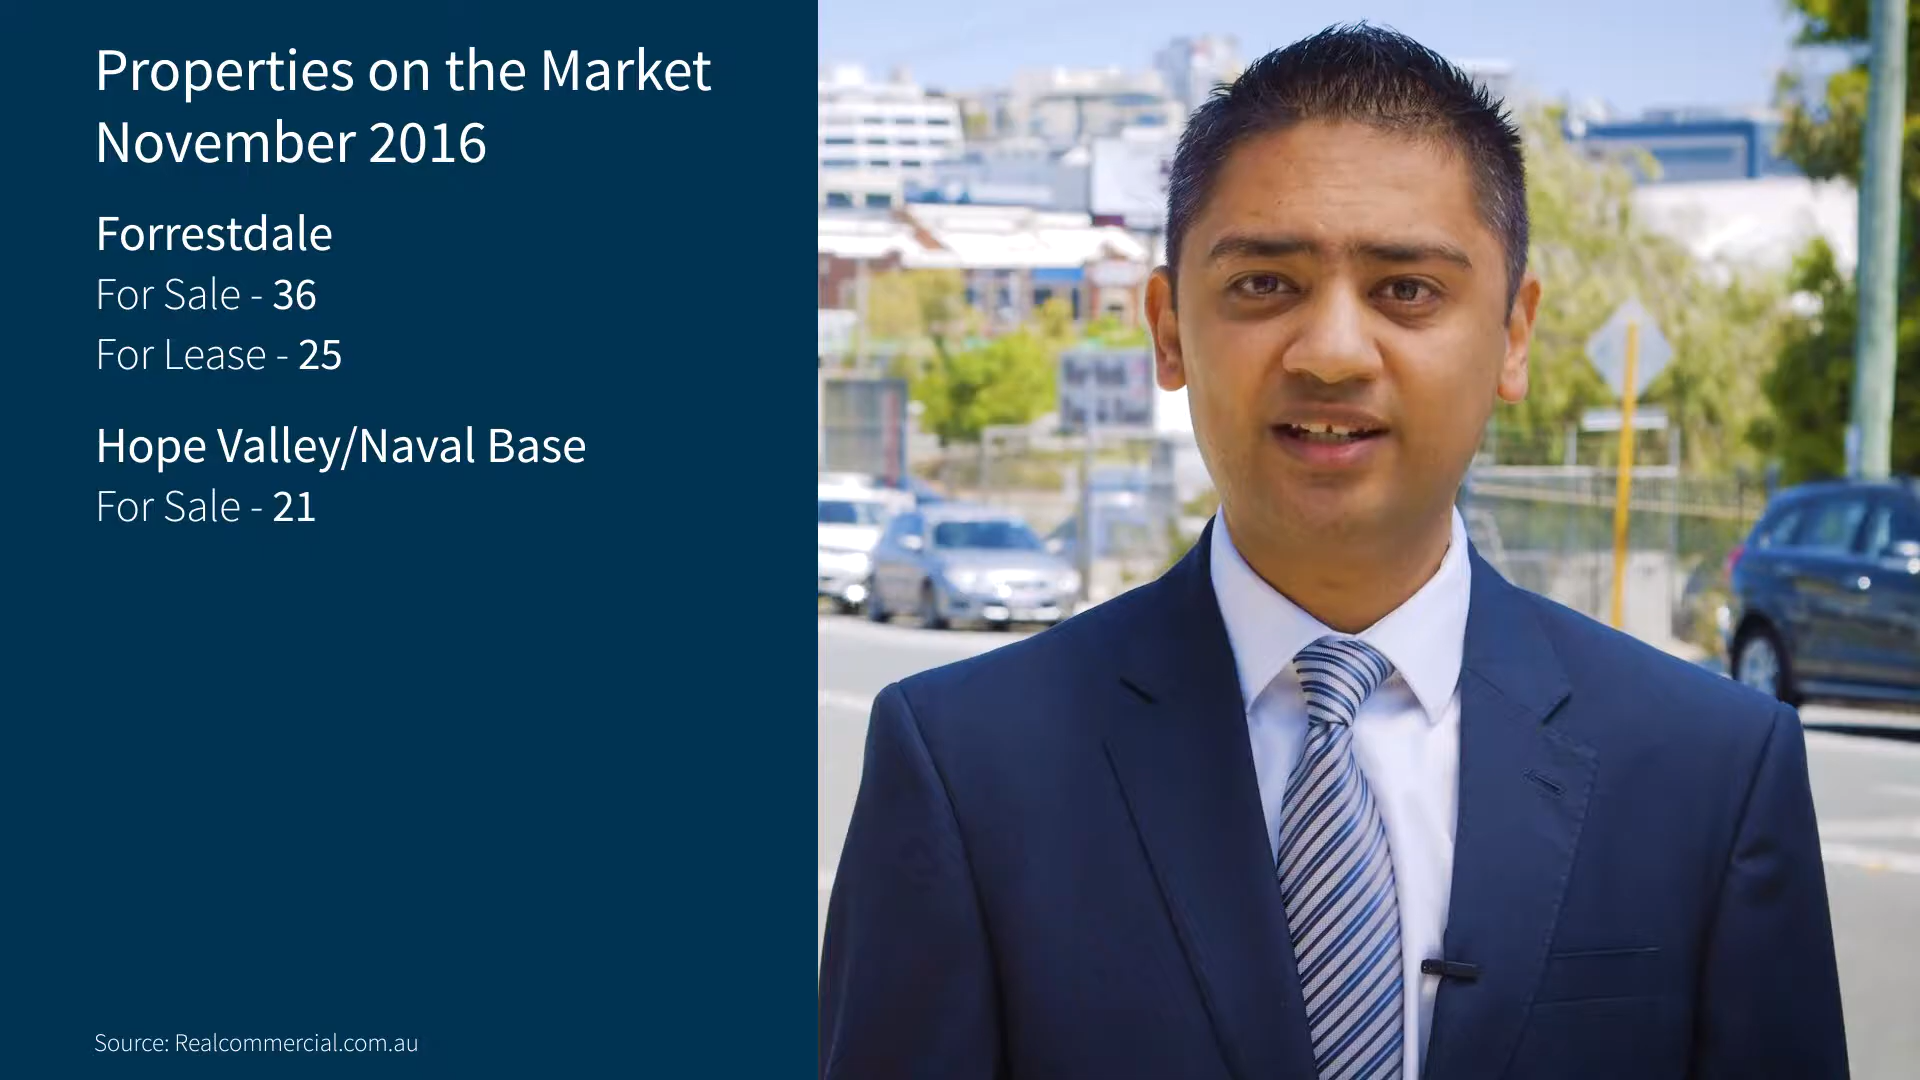 Properties on the Market
November 2016
Forrestdale
For Sale - 36
For Lease - 25
Hope Valley/Naval Base
For Sale - 21
Source: Realcommercial.com.au